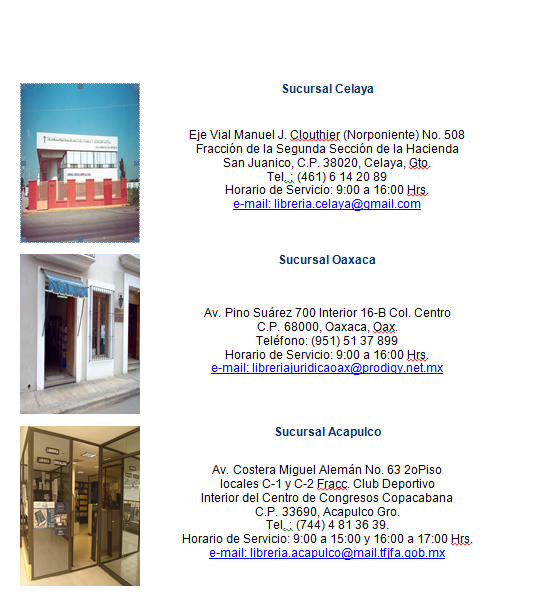 Sucursal Celaya
Eje Vial Manuel J. Clouthier (Norponiente) No. 508
Fracción de la Segunda Sección de la Hacienda
San Juanico, C.P. 38020, Celaya, Gto.
Tel. : (461) 6 14 20 89
Horario de Servicio: 9:00 a 16:00 Hrs.
e-mail: libreria.celaya@gmail.com
Sucursal Oaxaca
Av. Pino Suárez 700 Interior 16-B Col. Centro
C.P. 68000, Oaxaca, Oax.
Teléfono: (951) 51 37 899
Horario de Servicio: 9:00 a 16:00 Hrs.
e-mail: libreriajuridicaoax@prodigy.net.mx
Sucursal Acapulco
Av. Costera Miguel Alemán No. 63 2oPiso
locales C-1 y C-2 Fracc. Club Deportivo
Interior del Centro de Congresos Copacabana
C.P. 33690, Acapulco Gro.
Tel. : (744) 4 81 36 39.
Horario de Servicio: 9:00 a 15:00 y 16:00 a 17:00 Hrs.
e-mail: libreria.acapulco@mail.tfjfa.gob.mx